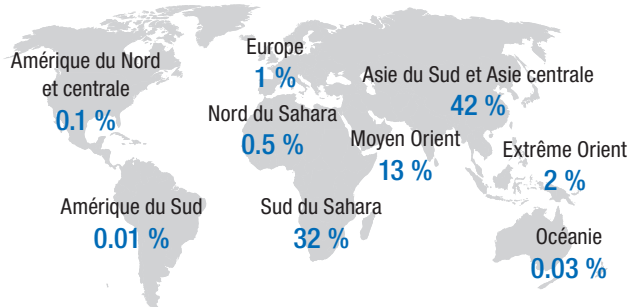 Amérique du Nord
et centrale
0.1 %
Europe
1 %
Asie du Sud et Asie centrale
42 %
Nord du Sahara
0.5 %
Moyen Orient
13 %
Extrême Orient
2 %
Amérique du Sud
0.01 %
Sud du Sahara
32 %
Océanie
0.03 %